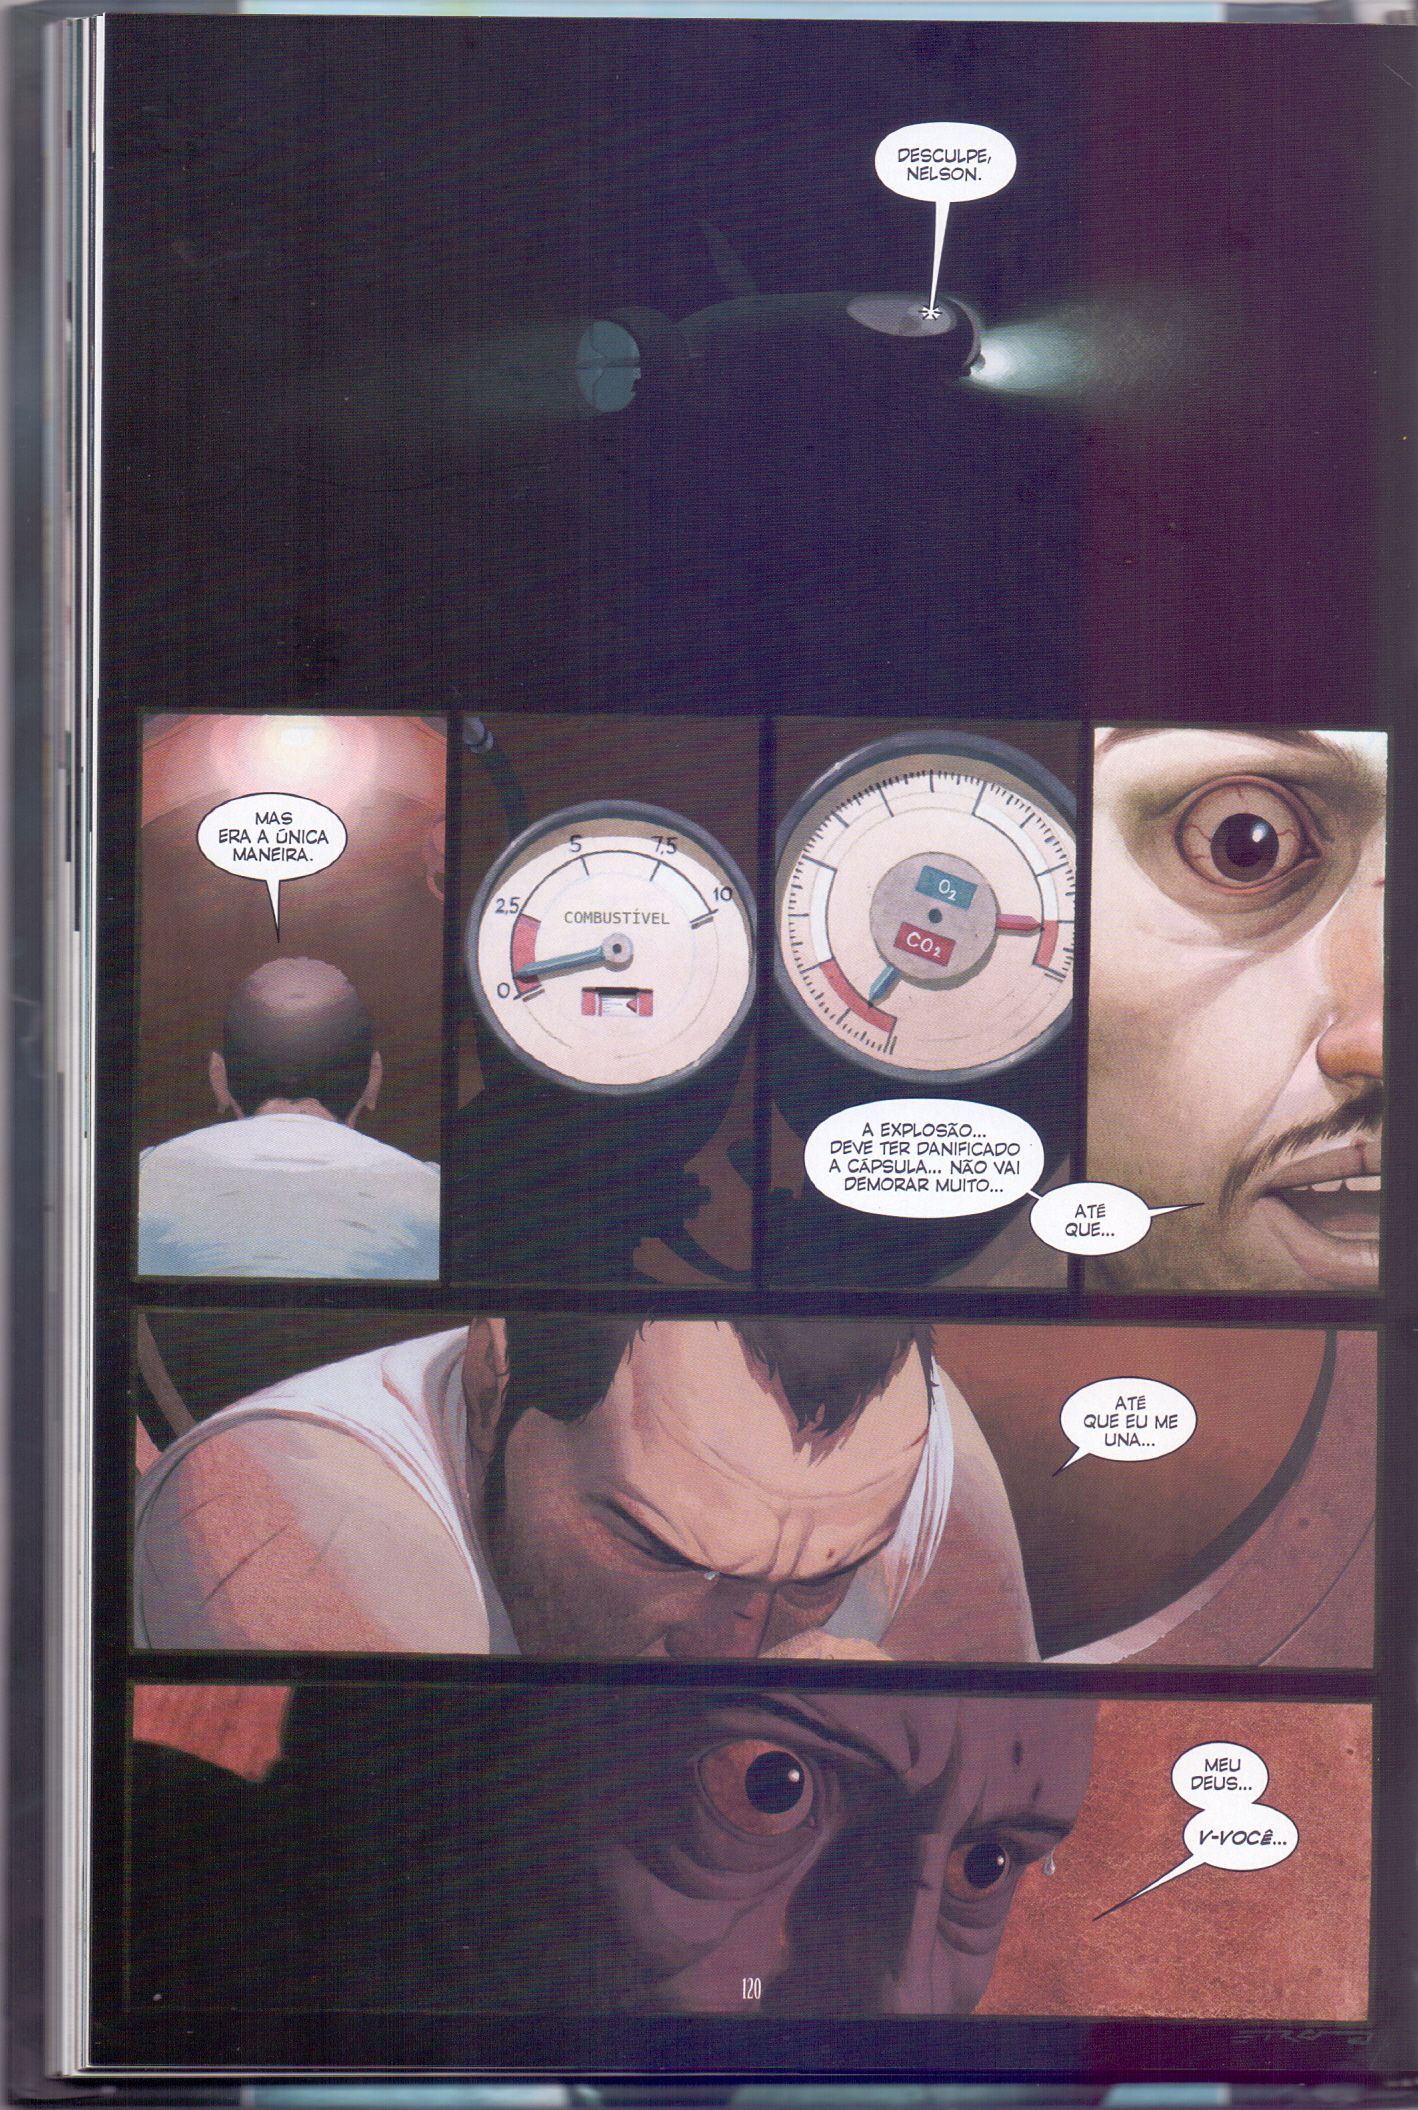 DESCULPE,
NELSON.
MAS
ERA A ÚNICA
MANEIRA.
0
2,5
5
7,5
10
COMBUSTÍVEL
O₂
CO₂
A EXPLOSÃO...
DEVE TER DANIFICADO
A CÁPSULA... NÃO VAI
DEMORAR MUITO...
ATÉ
QUE...
ATÉ
QUE EU ME
UNA...
MEU
DEUS...
V-VOCÊ...
120